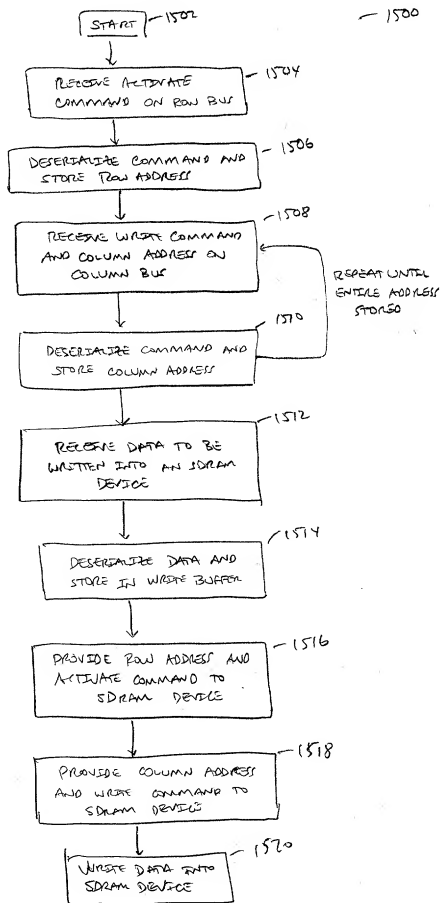 START
1502
1500
RECEIVE ACTIVATE
COMMAND ON ROW BUS
1504
DESERIALIZE COMMAND AND
STORE ROW ADDRESS
1506
RECEIVE WRITE COMMAND
AND COLUMN ADDRESS ON
COLUMN BUS
1508
REPEAT UNTIL
ENTIRE ADDRESS
STORED
DESERIALIZE COMMAND AND
STORE COLUMN ADDRESS
1510
RECEIVE DATA TO BE
WRITTEN INTO AN SDRAM
DEVICE
1512
DESERIALIZE DATA AND
STORE IN WRITE BUFFER
1514
PROVIDE ROW ADDRESS AND
ACTIVATE COMMAND TO
SDRAM DEVICE
1516
PROVIDE COLUMN ADDRESS
AND WRITE COMMAND TO
SDRAM DEVICE
1518
WRITE DATA INTO
SDRAM DEVICE
1520